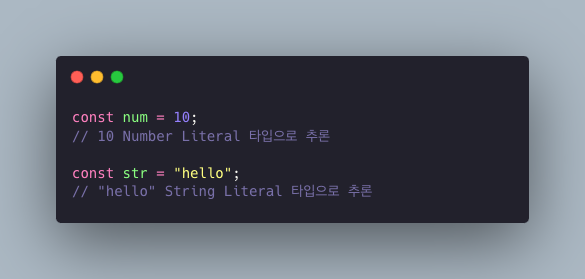 const num = 10;
// 10 Number Literal 타입으로 추론
const str = "hello";
// "hello" String Literal 타입으로 추론